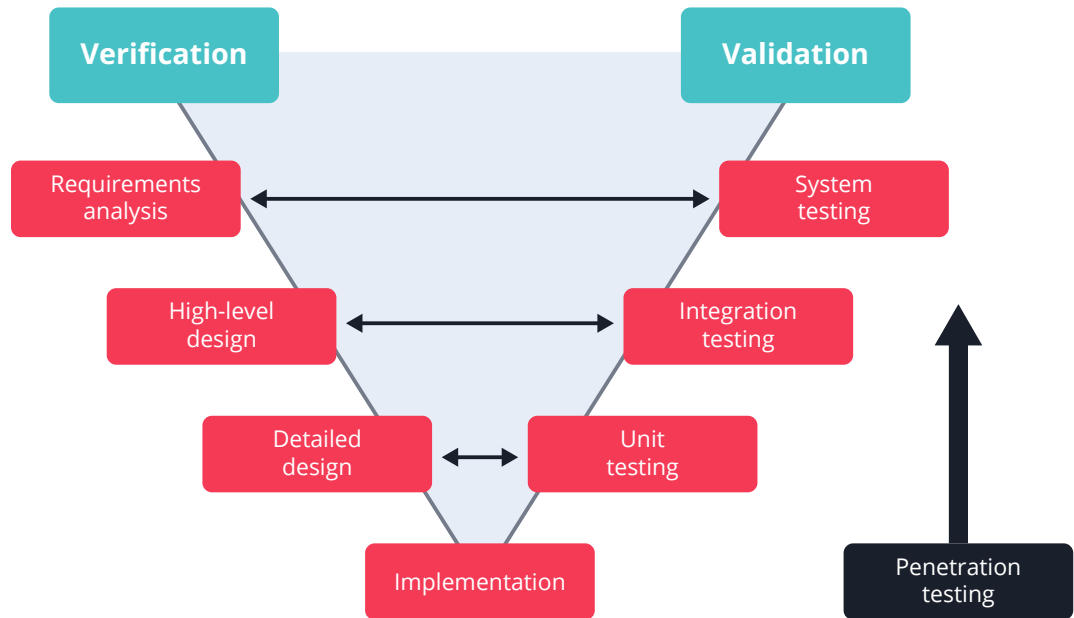 Verification
Validation
Requirements
analysis
System
testing
High-level
design
Integration
testing
Detailed
design
Unit
testing
Implementation
Penetration
testing